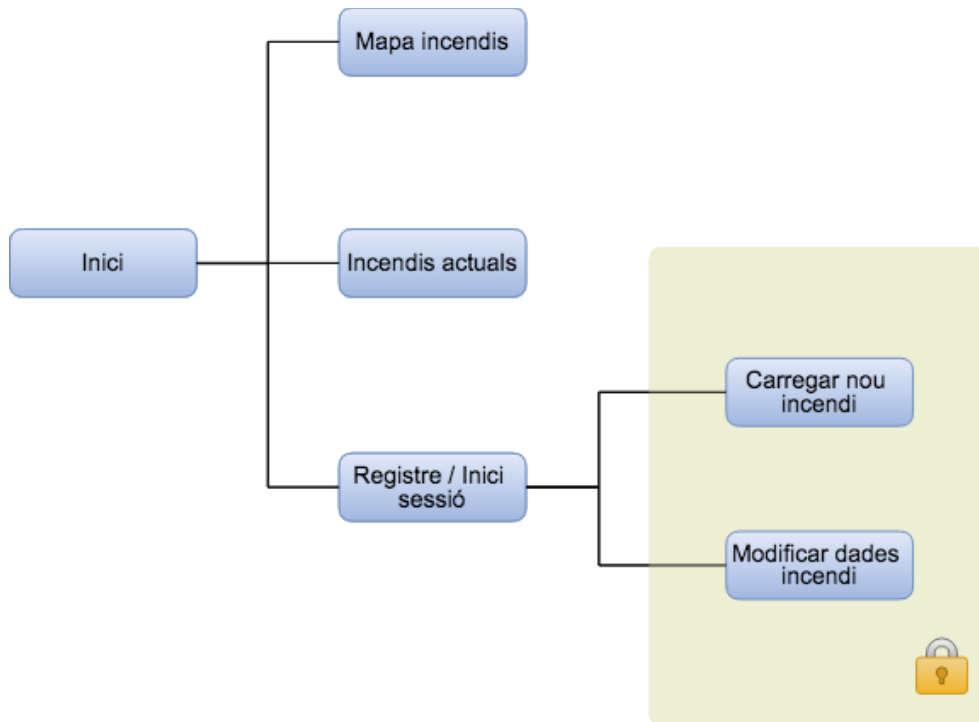 Mapa incendis
Inici
Incendis actuals
Carregar nou
incendi
Registre / Inici
sessió
Modificar dades
incendi